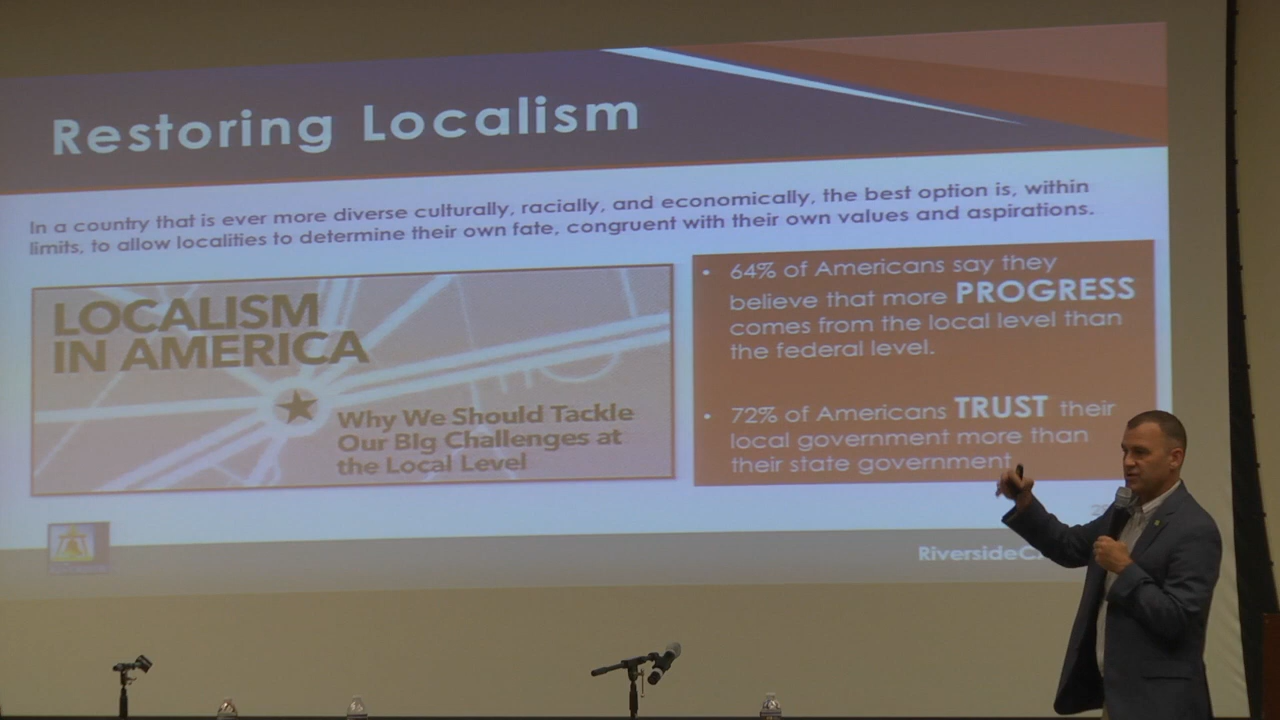 Restoring Localism
In a country that is ever more diverse culturally, racially, and economically, the best option is, within
limits, to allow localities to determine their own fate, congruent with their own values and aspirations.
LOCALISM
IN AMERICA
Why We Should Tackle
Our BIg Challenges at
the Local Level
• 64% of Americans say they
believe that more PROGRESS
comes from the local level than
the federal level.
• 72% of Americans TRUST their
local government more than
their state government.